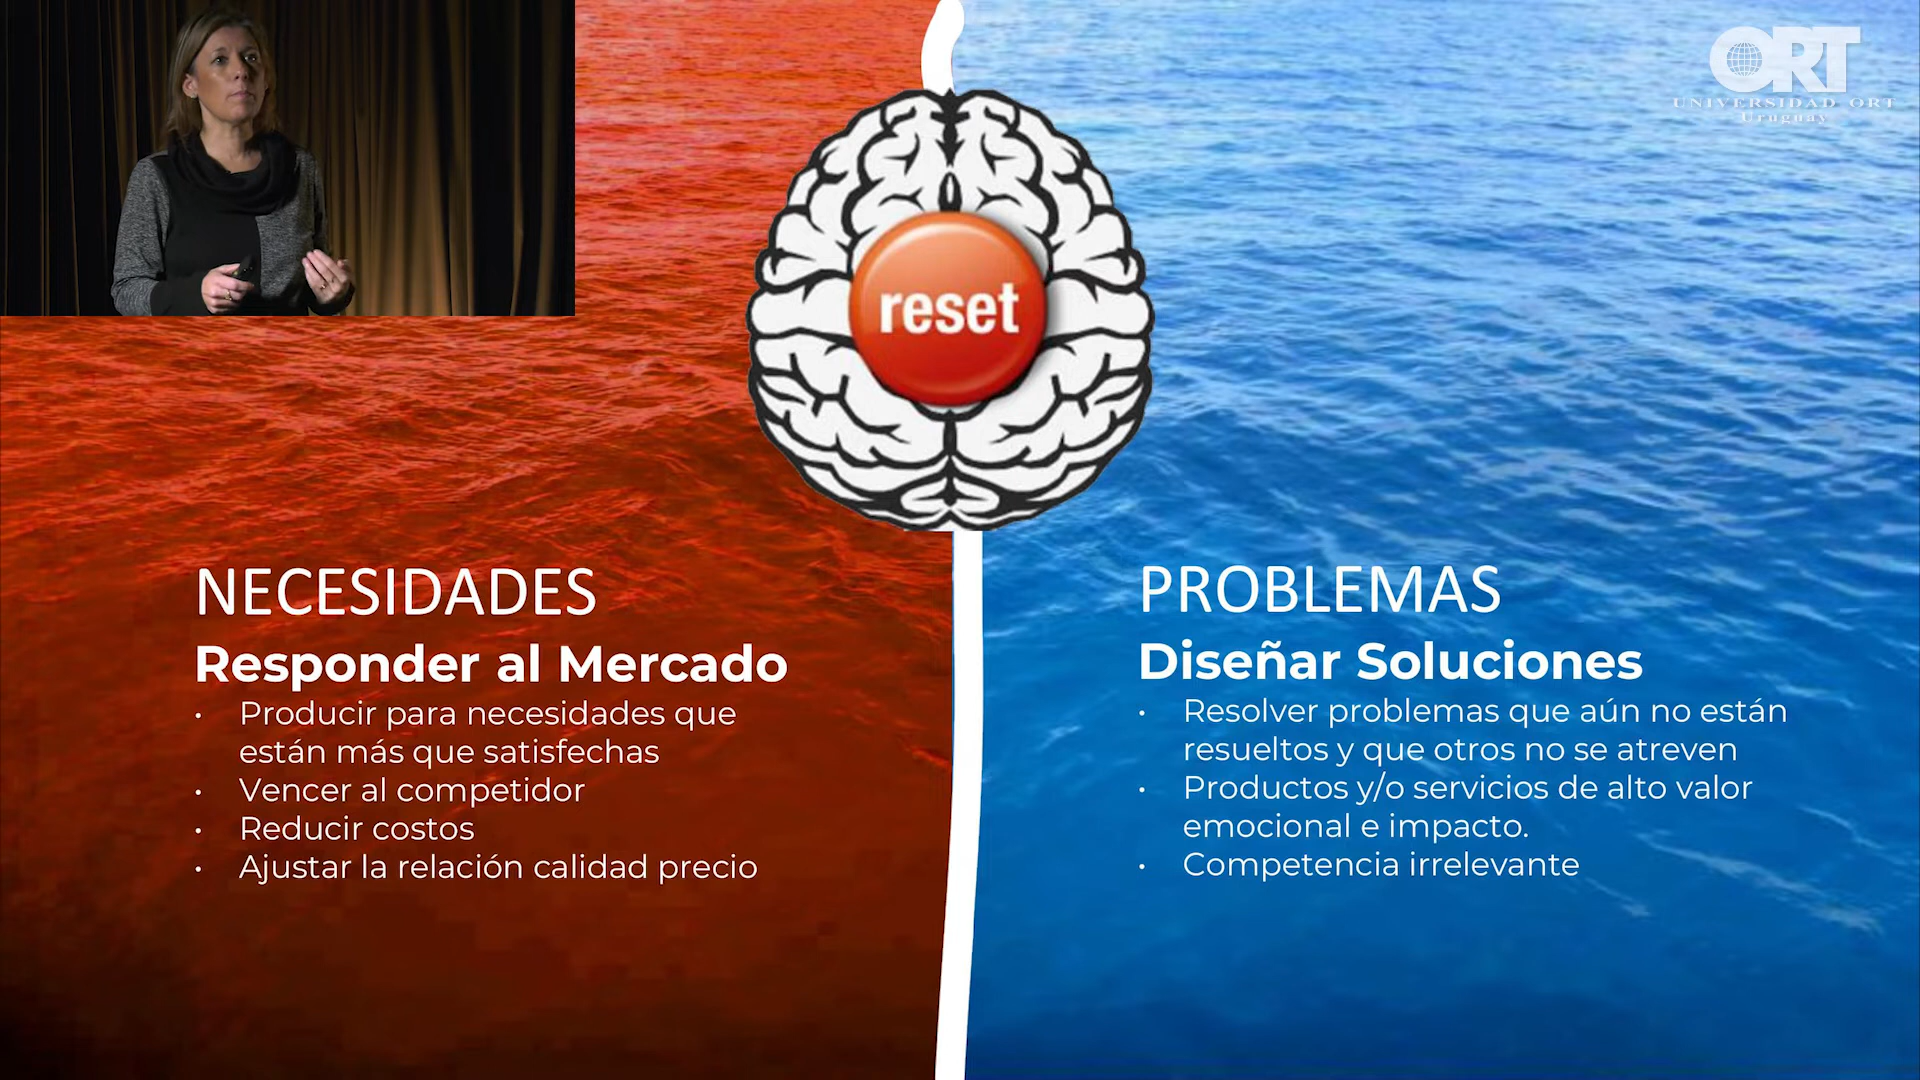 ORT
UNIVERSIDAD ORT
Uruguay
reset
NECESIDADES
Responder al Mercado
• Producir para necesidades que
están más que satisfechas
• Vencer al competidor
• Reducir costos
• Ajustar la relación calidad precio
PROBLEMAS
Diseñar Soluciones
• Resolver problemas que aún no están
resueltos y que otros no se atreven
• Productos y/o servicios de alto valor
emocional e impacto.
• Competencia irrelevante